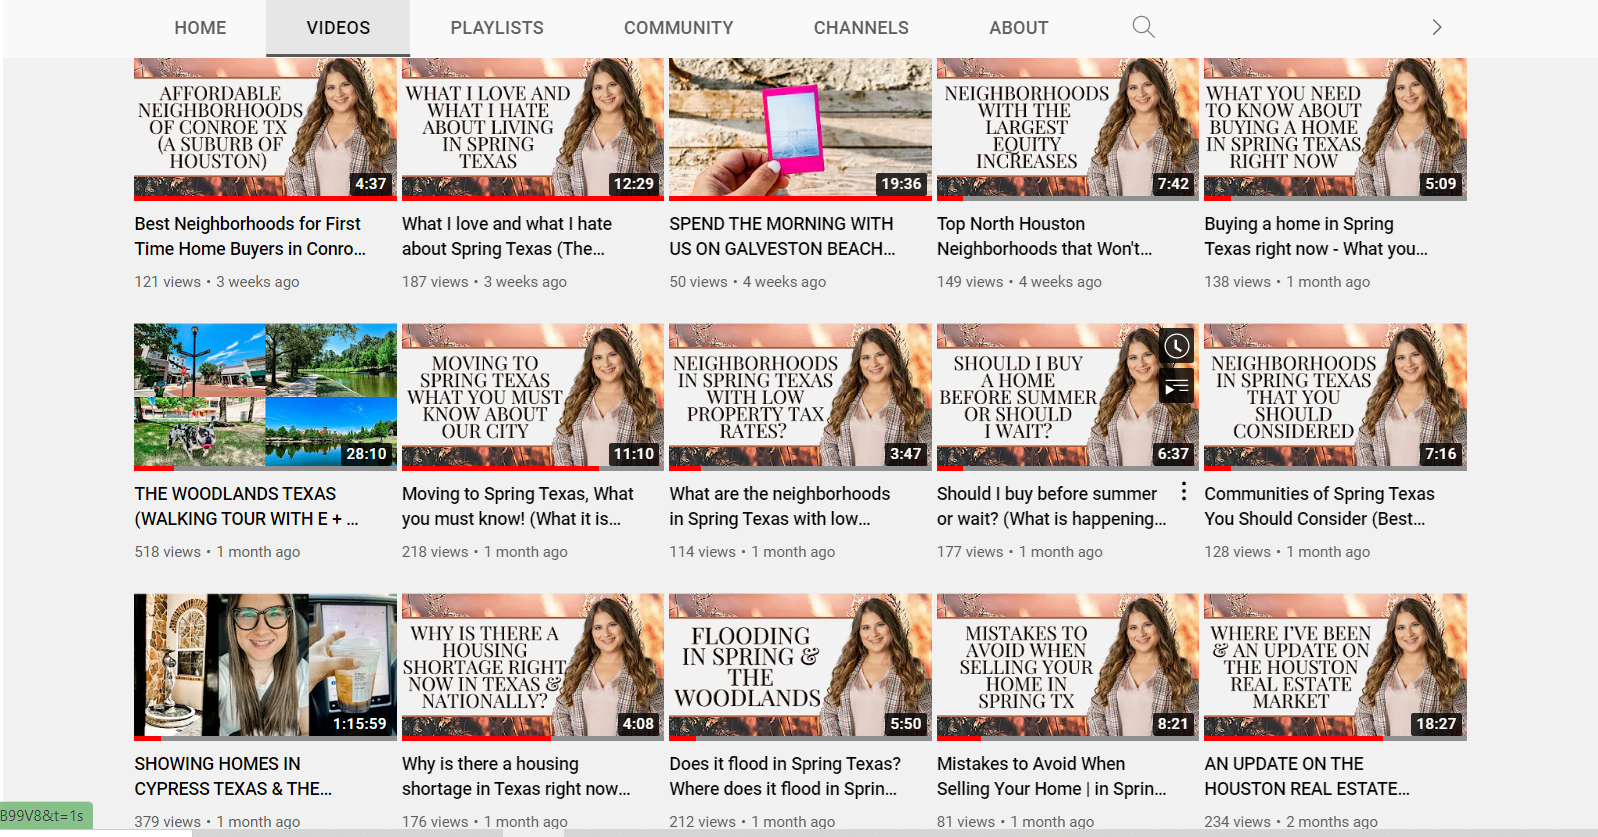 HOME VIDEOS PLAYLISTS COMMUNITY CHANNELS ABOUT
AFFORDABLE
NEIGHBORHOODS
OF CONROE TX
(A SUBURB OF
HOUSTON)
4:37
WHAT I LOVE AND
WHAT I HATE
ABOUT LIVING
IN SPRING
TEXAS
12:29
19:36
NEIGHBORHOODS
WITH THE
LARGEST
EQUITY
INCREASES
7:42
WHAT YOU NEED
TO KNOW ABOUT
BUYING A HOME
IN SPRING TEXAS
RIGHT NOW
5:09
Best Neighborhoods for First
Time Home Buyers in Conro...
121 views • 3 weeks ago
What I love and what I hate
about Spring Texas (The...
187 views • 3 weeks ago
SPEND THE MORNING WITH
US ON GALVESTON BEACH...
50 views • 4 weeks ago
Top North Houston
Neighborhoods that Won't...
149 views • 4 weeks ago
Buying a home in Spring
Texas right now - What you...
138 views • 1 month ago
28:10
MOVING TO
SPRING TEXAS
WHAT YOU MUST
KNOW ABOUT
OUR CITY
11:10
NEIGHBORHOODS
IN SPRING TEXAS
WITH LOW
PROPERTY TAX
RATES?
3:47
SHOULD I BUY
A HOME
BEFORE SUMMER
OR SHOULD
I WAIT?
6:37
NEIGHBORHOODS
IN SPRING TEXAS
THAT YOU
SHOULD
CONSIDERED
7:16
THE WOODLANDS TEXAS
(WALKING TOUR WITH E + ...
518 views • 1 month ago
Moving to Spring Texas, What
you must know! (What it is...
218 views • 1 month ago
What are the neighborhoods
in Spring Texas with low...
114 views • 1 month ago
Should I buy before summer
or wait? (What is happening...
177 views • 1 month ago
Communities of Spring Texas
You Should Consider (Best...
128 views • 1 month ago
1:15:59
WHY IS THERE A
HOUSING
SHORTAGE RIGHT
NOW IN TEXAS &
NATIONALLY?
4:08
FLOODING
IN SPRING &
THE
WOODLANDS
5:50
MISTAKES TO
AVOID WHEN
SELLING YOUR
HOME IN
SPRING TX
8:21
WHERE I'VE BEEN
& AN UPDATE ON
THE HOUSTON
REAL ESTATE
MARKET
18:27
SHOWING HOMES IN
CYPRESS TEXAS & THE...
379 views • 1 month ago
Why is there a housing
shortage in Texas right now...
176 views • 1 month ago
Does it flood in Spring Texas?
Where does it flood in Sprin...
212 views • 1 month ago
Mistakes to Avoid When
Selling Your Home | in Sprin...
81 views • 1 month ago
AN UPDATE ON THE
HOUSTON REAL ESTATE...
234 views • 2 months ago
B99V8&t=1s